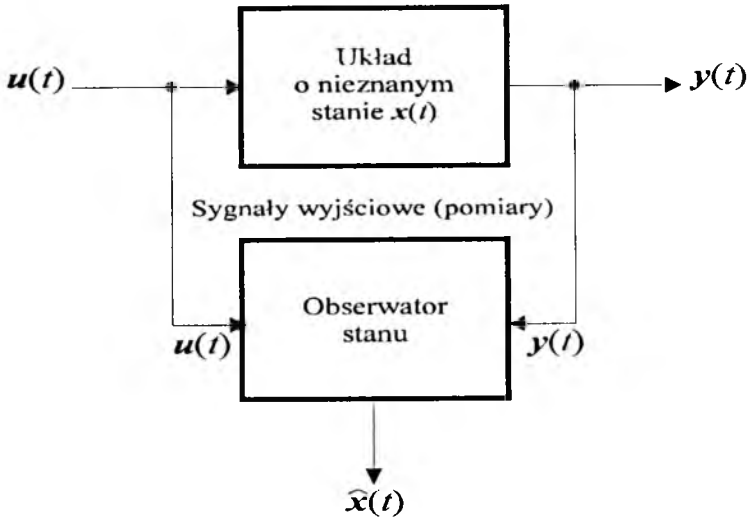 Układ
o nieznanym
stanie x(t)
u(t)
y(t)
Sygnały wyjściowe (pomiary)
Obserwator
stanu
u(t)
y(t)
x̂(t)